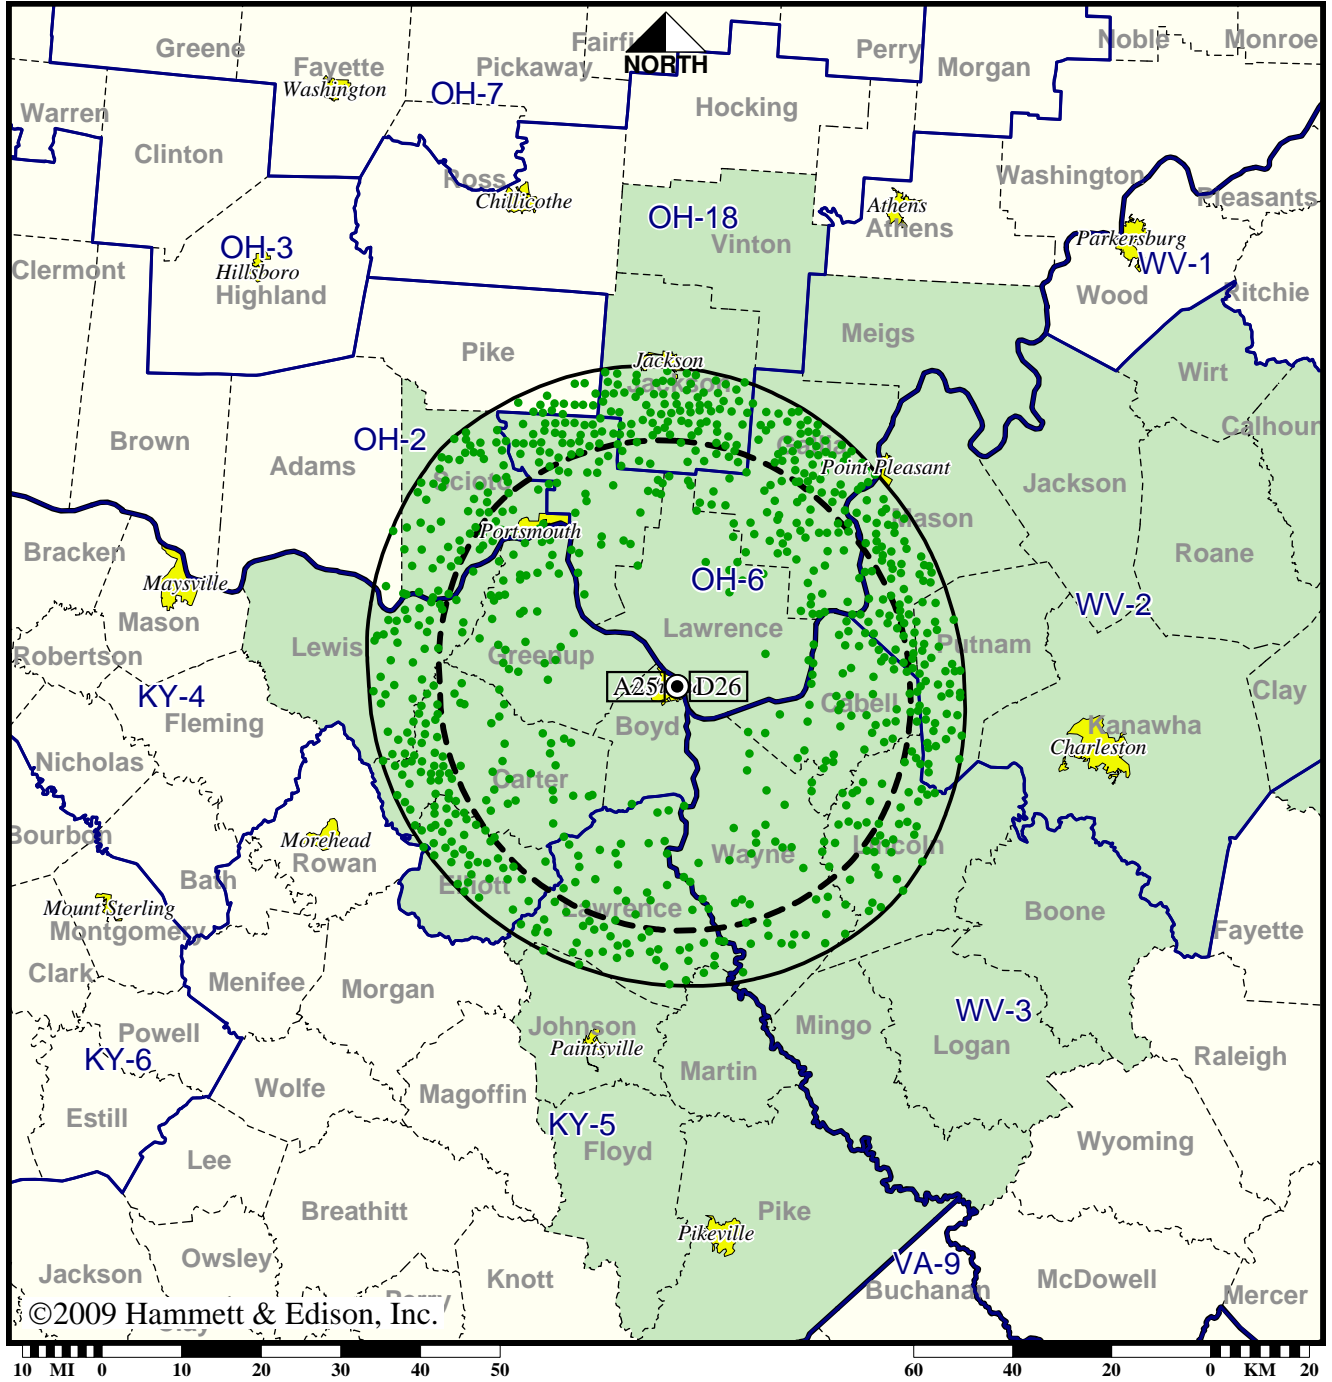 Greene
Fayette
Washington
Pickaway
NORTH
Perry
Morgan
Noble
Monroe
Warren
OH-7
Hocking
Clinton
Ross
Chillicothe
Washington
Pleasants
OH-18
Vinton
Athens
Athens
Parkersburg
WV-1
OH-3
Hillsboro
Highland
Clermont
Wood
Ritchie
Pike
Jackson
Jackson
Meigs
Wirt
Calhoun
Brown
OH-2
Adams
Gallia
Point Pleasant
Scioto
Jackson
Mason
Portsmouth
Bracken
Maysville
Mason
OH-6
Roane
WV-2
Lawrence
Lewis
Robertson
Greenup
Putnam
KY-4
Fleming
A25
D26
Boyd
Cabell
Clay
Kanawha
Charleston
Nicholas
Carter
Bourbon
Morehead
Rowan
Wayne
Lincoln
Bath
Elliott
Mount Sterling
Montgomery
Lawrence
Boone
Fayette
Clark
Menifee
Morgan
WV-3
Powell
Johnson
Paintsville
Mingo
Logan
Raleigh
KY-6
Martin
Wolfe
Magoffin
Estill
KY-5
Floyd
Wyoming
Lee
Breathitt
Pike
Pikeville
Owsley
VA-9
Buchanan
McDowell
Jackson
Knott
Mercer
©2009 Hammett & Edison, Inc.
10 MI 0 10 20 30 40 50
60 40 20 0 KM 20